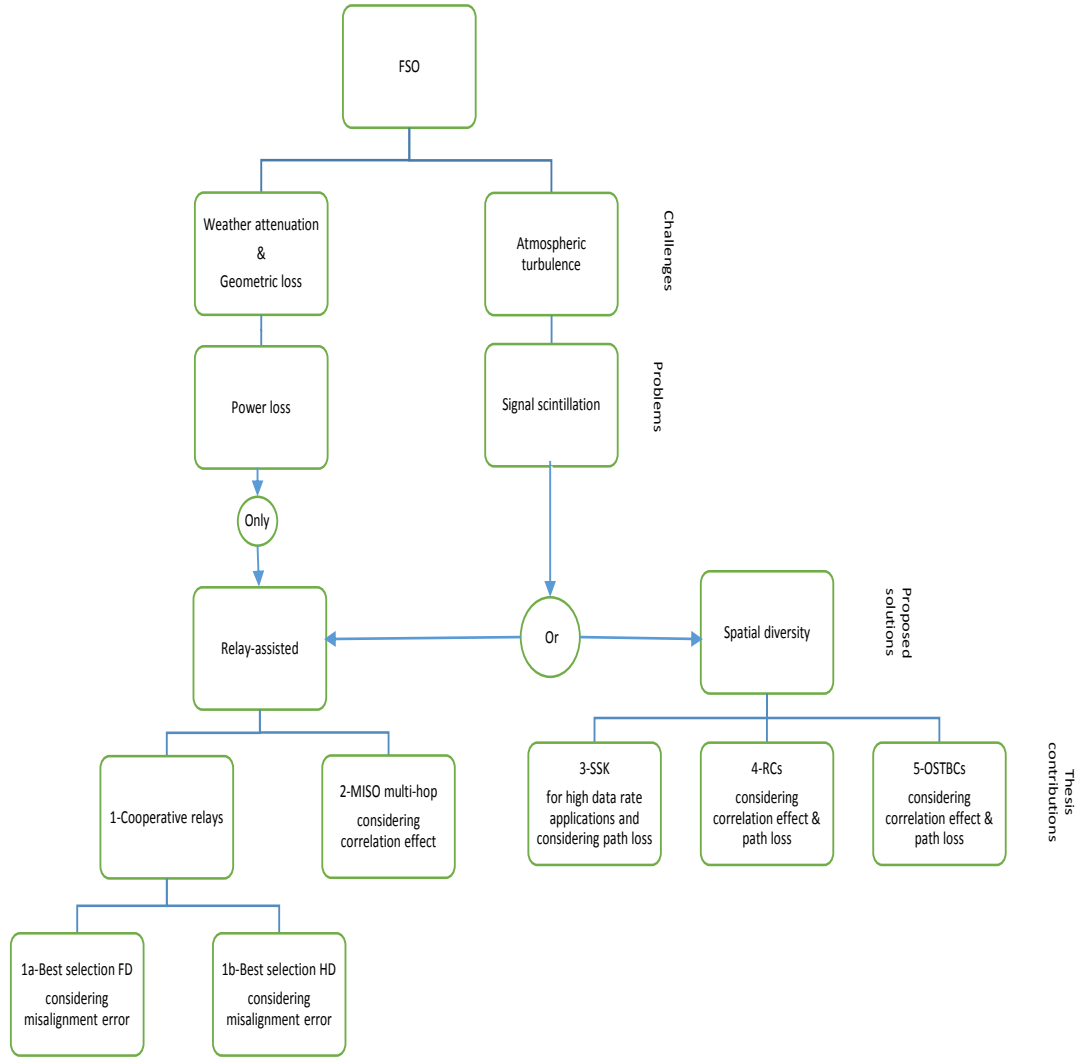 FSO
Weather attenuation
&
Geometric loss
Atmospheric
turbulence
Challenges
Power loss
Signal scintillation
Problems
Only
Relay-assisted
Or
Spatial diversity
Proposed
solutions
1-Cooperative relays
2-MISO multi-hop
considering
correlation effect
3-SSK
for high data rate
applications and
considering path loss
4-RCs
considering
correlation effect &
path loss
5-OSTBCs
considering
correlation effect &
path loss
Thesis
contributions
1a-Best selection FD
considering
misalignment error
1b-Best selection HD
considering
misalignment error